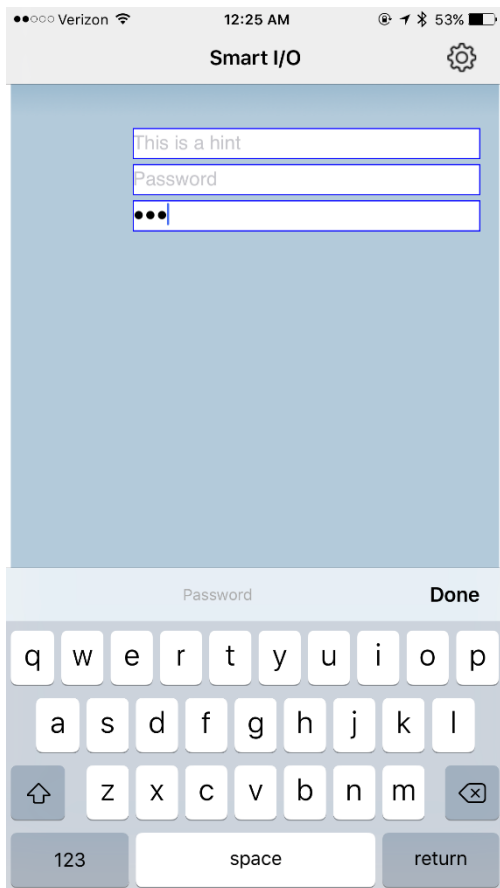 Verizon 12:25 AM 53%
Smart I/O
This is a hint
Password
•••
Password Done
q w e r t y u i o p
a s d f g h j k l
z x c v b n m
123 space return